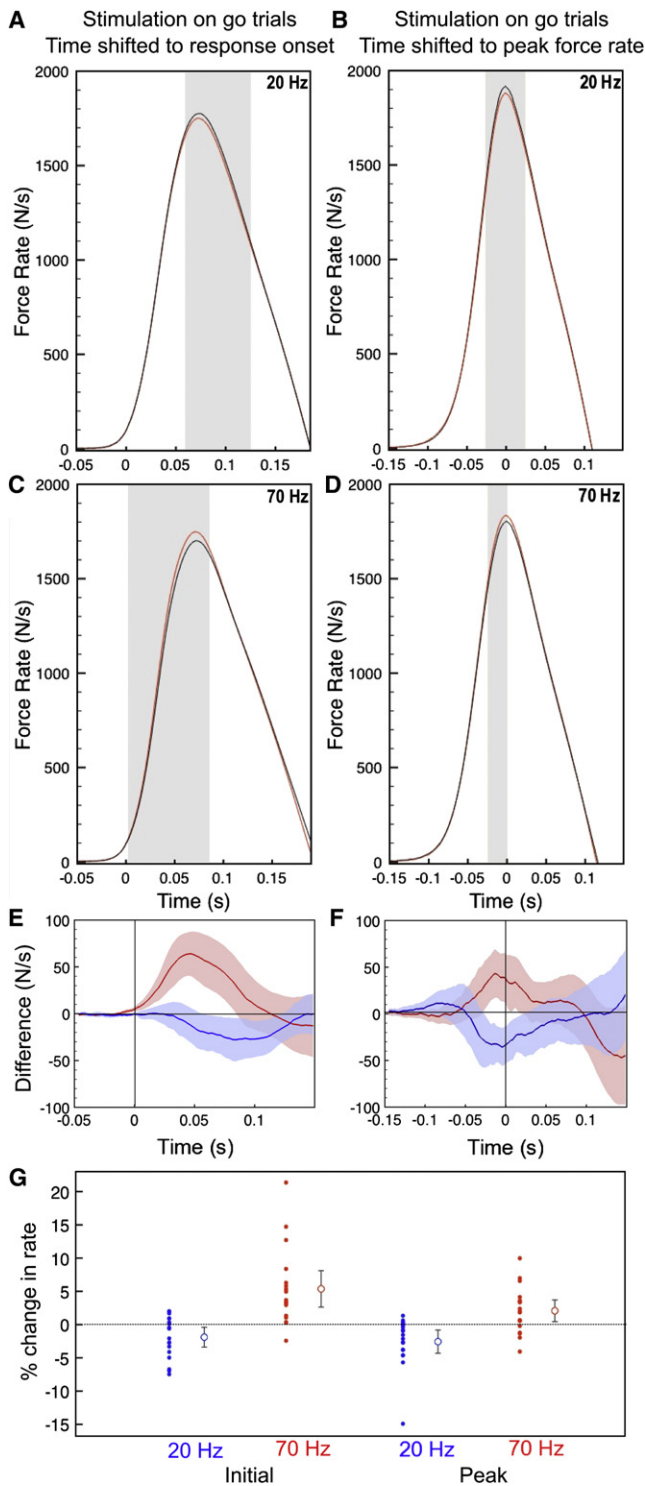 A
Stimulation on go trials
Time shifted to response onset
B
Stimulation on go trials
Time shifted to peak force rate
20 Hz
2000
1500
1000
500
0
Force Rate (N/s)
-0.05 0 0.05 0.1 0.15
20 Hz
2000
1500
1000
500
0
Force Rate (N/s)
-0.15 -0.1 -0.05 0 0.05 0.1
C
70 Hz
2000
1500
1000
500
0
Force Rate (N/s)
-0.05 0 0.05 0.1 0.15
Time (s)
D
70 Hz
2000
1500
1000
500
0
Force Rate (N/s)
-0.15 -0.1 -0.05 0 0.05 0.1
Time (s)
E
100
50
0
-50
-100
Difference (N/s)
-0.05 0 0.05 0.1
Time (s)
F
100
50
0
-50
-100
-0.15 -0.1 -0.05 0 0.05 0.1
Time (s)
G
20
15
10
5
0
-5
-10
-15
% change in rate
20 Hz 70 Hz 20 Hz 70 Hz
Initial Peak